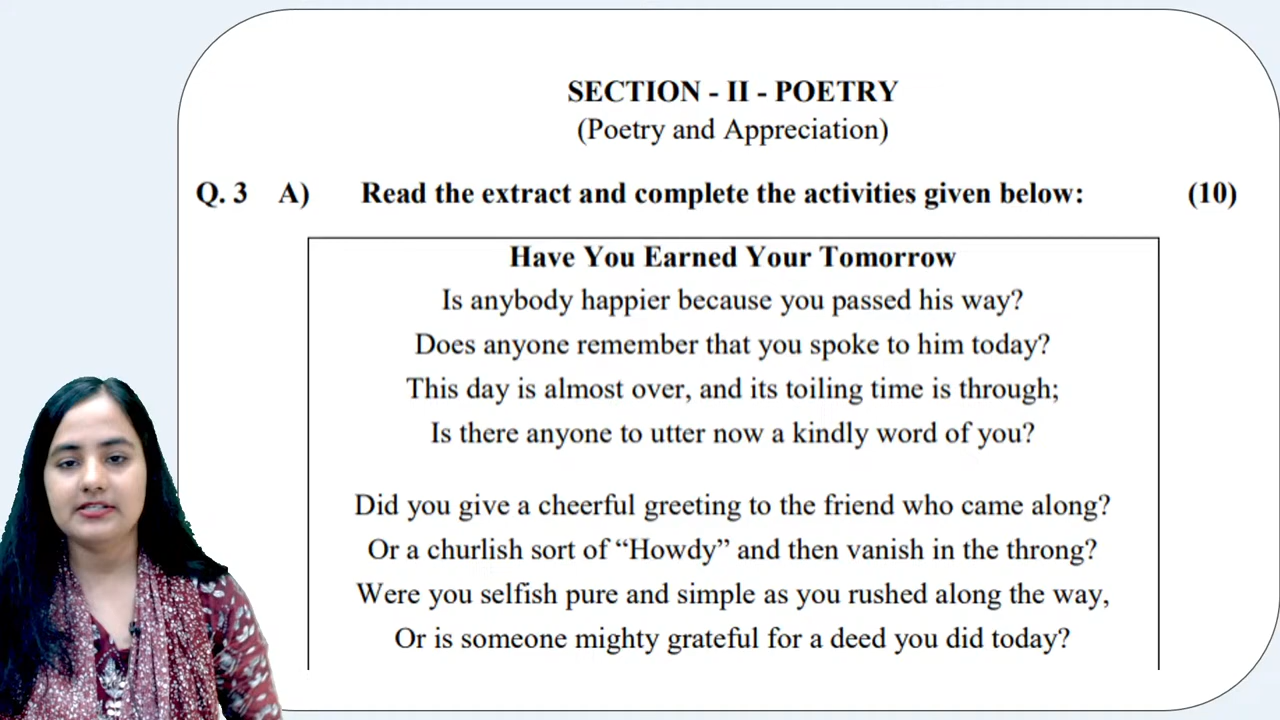 SECTION - II - POETRY
(Poetry and Appreciation)
Q. 3 A) Read the extract and complete the activities given below: (10)
Have You Earned Your Tomorrow
Is anybody happier because you passed his way?
Does anyone remember that you spoke to him today?
This day is almost over, and its toiling time is through;
Is there anyone to utter now a kindly word of you?
Did you give a cheerful greeting to the friend who came along?
Or a churlish sort of “Howdy” and then vanish in the throng?
Were you selfish pure and simple as you rushed along the way,
Or is someone mighty grateful for a deed you did today?